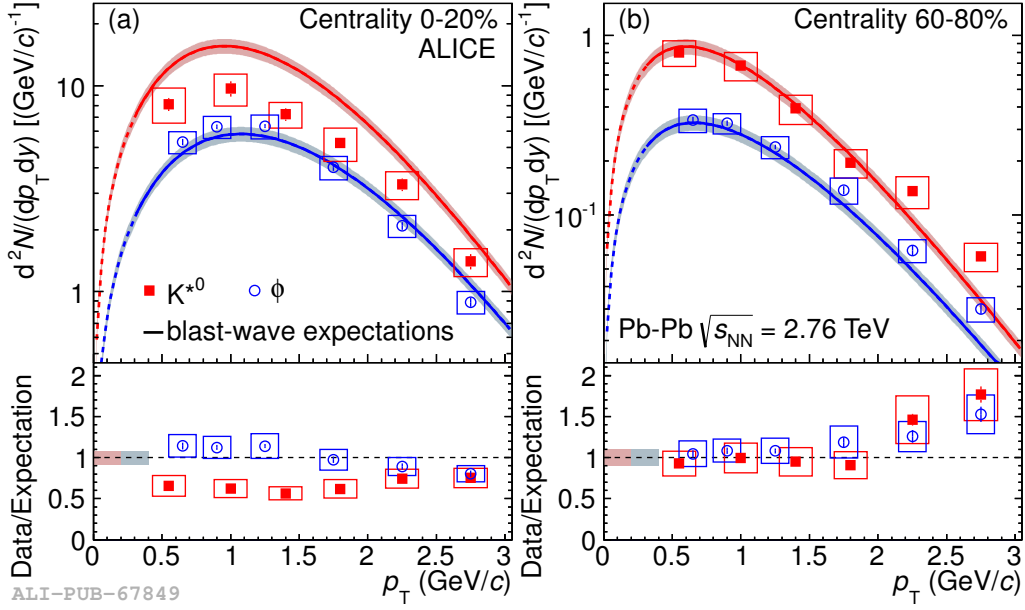 (a) Centrality 0-20%
ALICE
d²N/(dp_T dy) [(GeV/c)⁻¹]
10
1
K*⁰ ϕ
blast-wave expectations
Data/Expectation
2
1.5
1
0.5
0
0 0.5 1 1.5 2 2.5 3
p_T (GeV/c)
(b) Centrality 60-80%
d²N/(dp_T dy) [(GeV/c)⁻¹]
1
10⁻¹
Pb-Pb √s_NN = 2.76 TeV
Data/Expectation
2
1.5
1
0.5
0
0 0.5 1 1.5 2 2.5 3
p_T (GeV/c)
ALI-PUB-67849